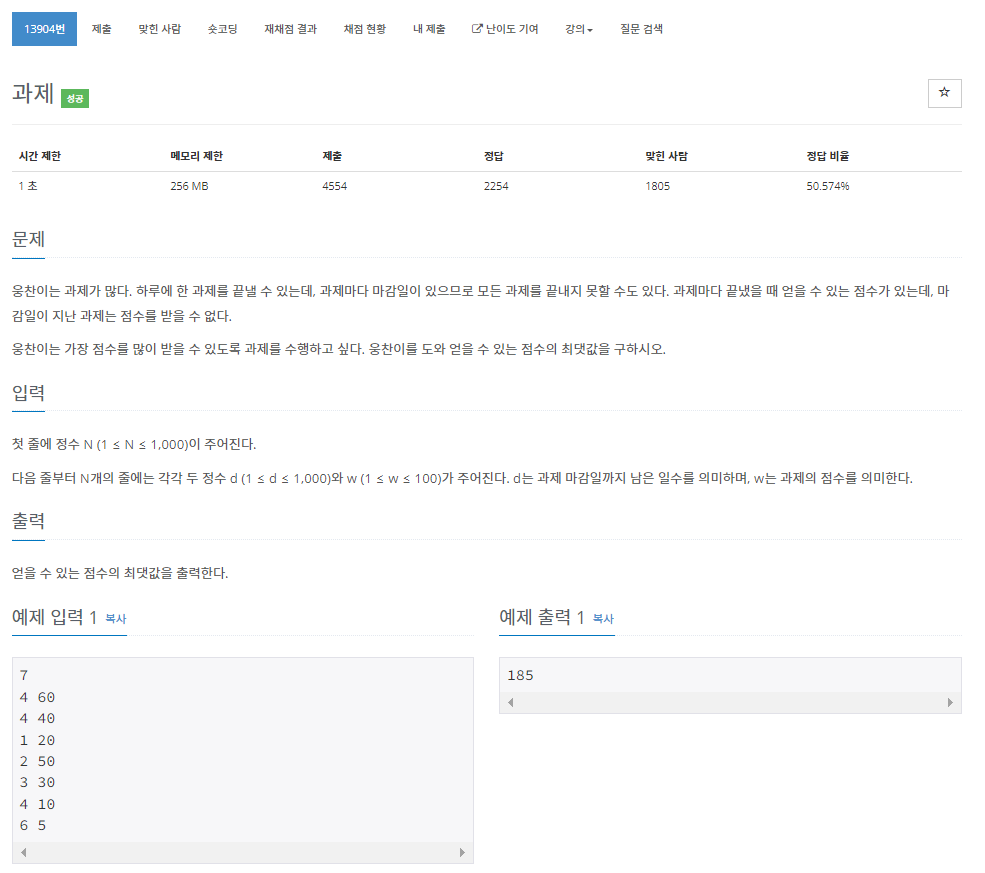 13904번 제출 맞힌 사람 숏코딩 재채점 결과 채점 현황 내 제출 난이도 기여 강의 질문 검색
과제 성공
시간 제한 메모리 제한 제출 정답 맞힌 사람 정답 비율
1 초 256 MB 4554 2254 1805 50.574%
문제
웅찬이는 과제가 많다. 하루에 한 과제를 끝낼 수 있는데, 과제마다 마감일이 있으므로 모든 과제를 끝내지 못할 수도 있다. 과제마다 끝냈을 때 얻을 수 있는 점수가 있는데, 마
감일이 지난 과제는 점수를 받을 수 없다.
웅찬이는 가장 점수를 많이 받을 수 있도록 과제를 수행하고 싶다. 웅찬이를 도와 얻을 수 있는 점수의 최댓값을 구하시오.
입력
첫 줄에 정수 N (1 ≤ N ≤ 1,000)이 주어진다.
다음 줄부터 N개의 줄에는 각각 두 정수 d (1 ≤ d ≤ 1,000)와 w (1 ≤ w ≤ 100)가 주어진다. d는 과제 마감일까지 남은 일수를 의미하며, w는 과제의 점수를 의미한다.
출력
얻을 수 있는 점수의 최댓값을 출력한다.
예제 입력 1 복사
7
4 60
4 40
1 20
2 50
3 30
4 10
6 5
예제 출력 1 복사
185